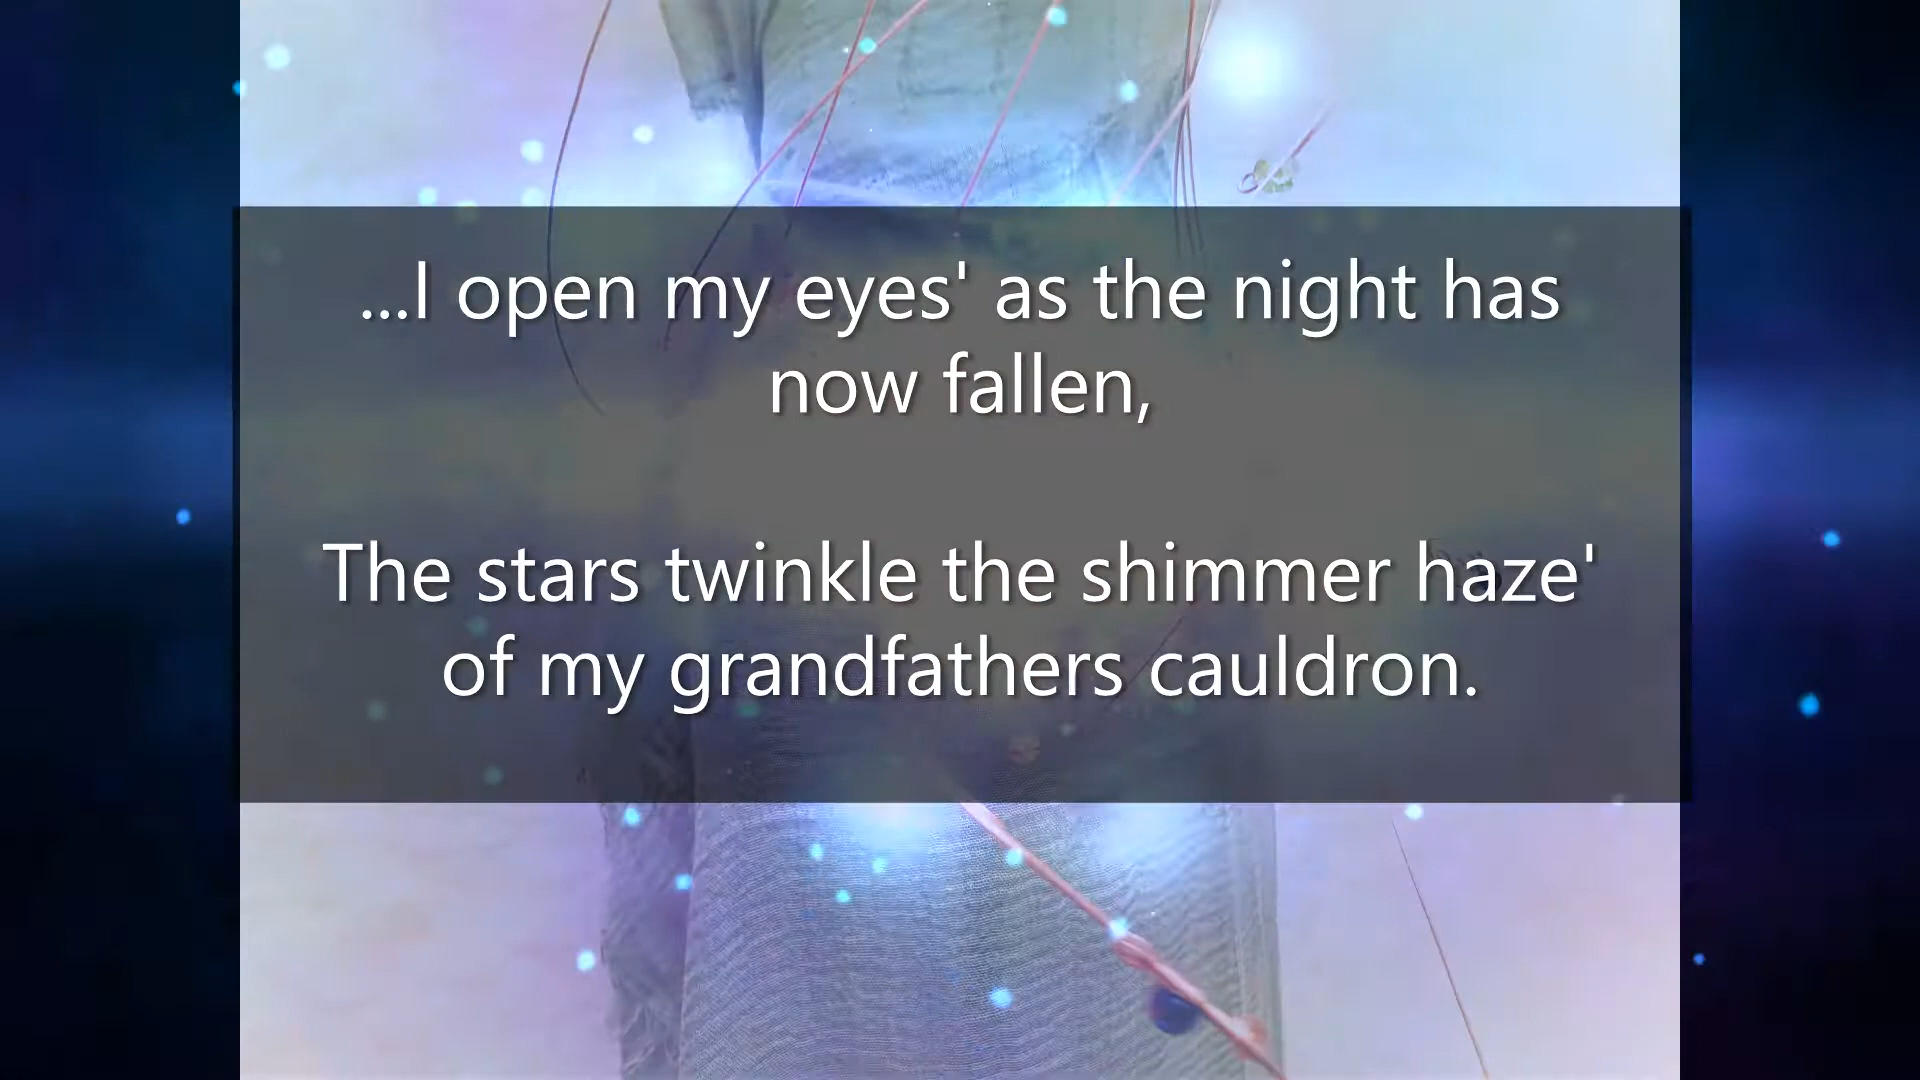 ...I open my eyes' as the night has
now fallen,
The stars twinkle the shimmer haze'
of my grandfathers cauldron.